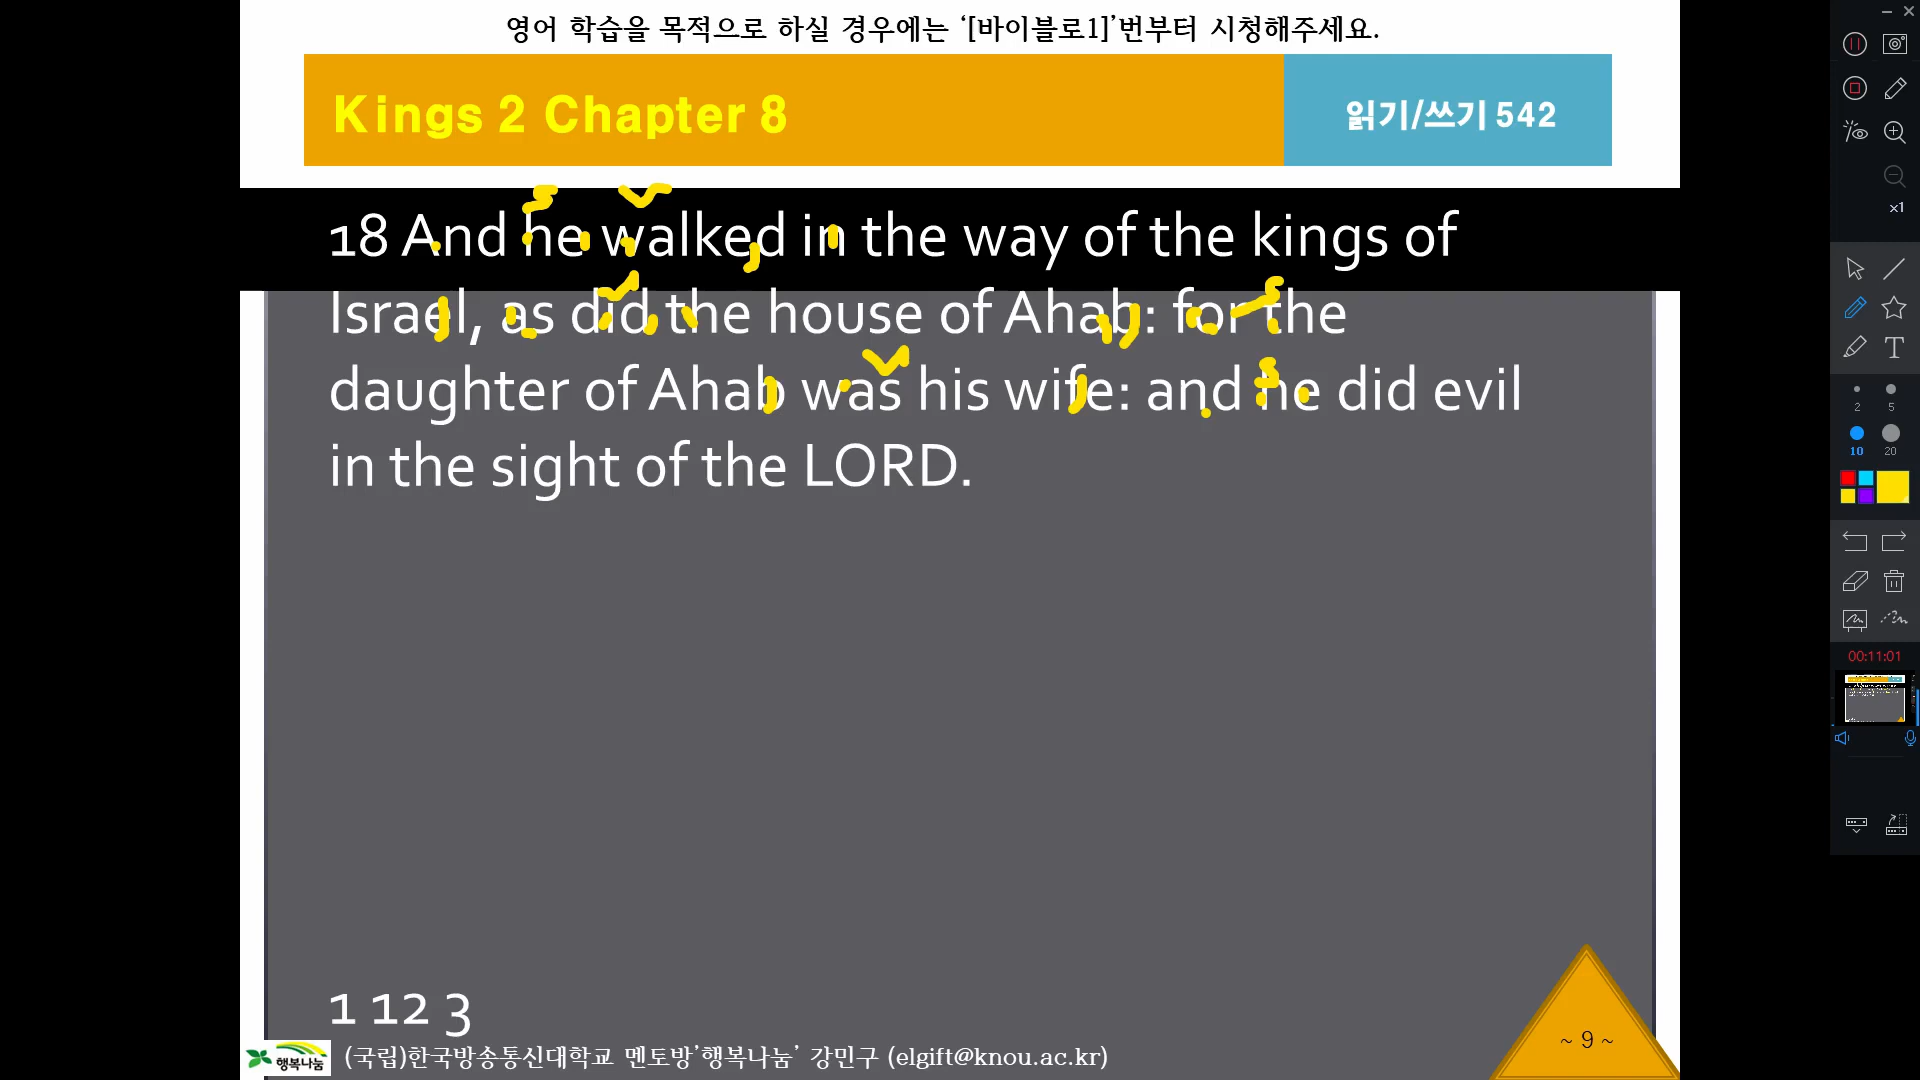 영어 학습을 목적으로 하실 경우에는 ‘[바이블로1]’번부터 시청해주세요.
Kings 2 Chapter 8
읽기/쓰기 542
18 And he walked in the way of the kings of
Israel, as did the house of Ahab: for the
daughter of Ahab was his wife: and he did evil
in the sight of the LORD.
1 12 3
행복나눔
(국립)한국방송통신대학교 멘토방’행복나눔’ 강민구 (elgift@knou.ac.kr)
~ 9 ~
x1
T
2 5
10 20
00:11:01